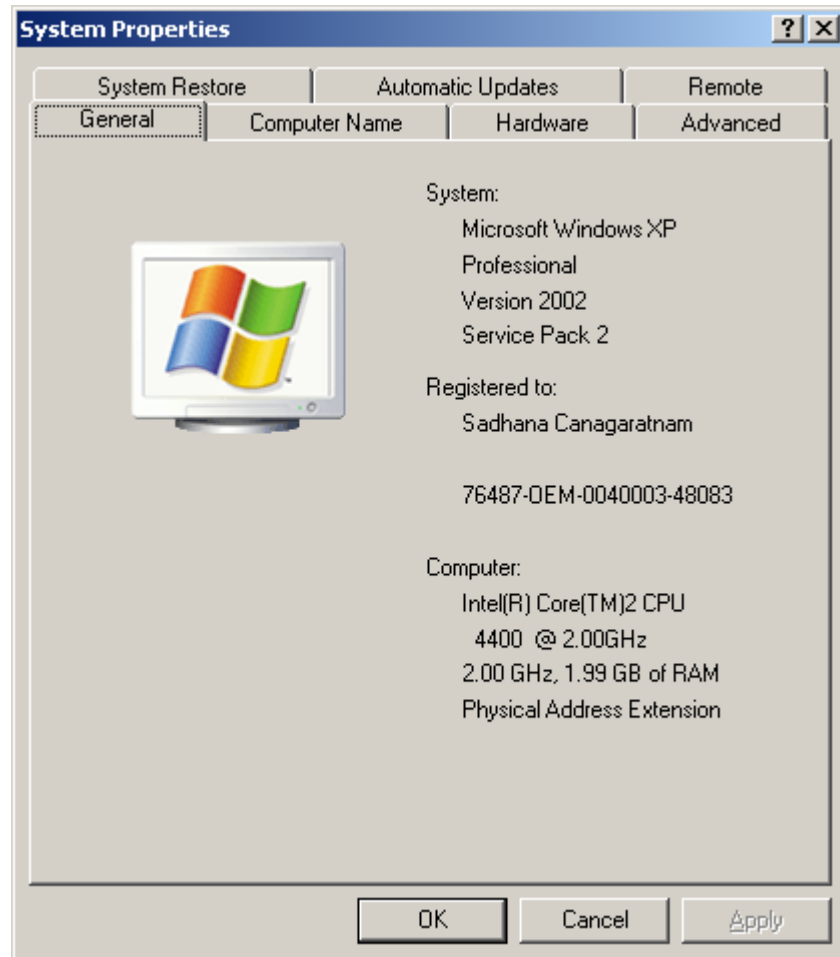 System Properties
System Restore
Automatic Updates
Remote
General
Computer Name
Hardware
Advanced
System:
Microsoft Windows XP
Professional
Version 2002
Service Pack 2
Registered to:
Sadhana Canagaratnam
76487-OEM-0040003-48083
Computer:
Intel(R) Core(TM)2 CPU
4400 @ 2.00GHz
2.00 GHz, 1.99 GB of RAM
Physical Address Extension
OK
Cancel
Apply